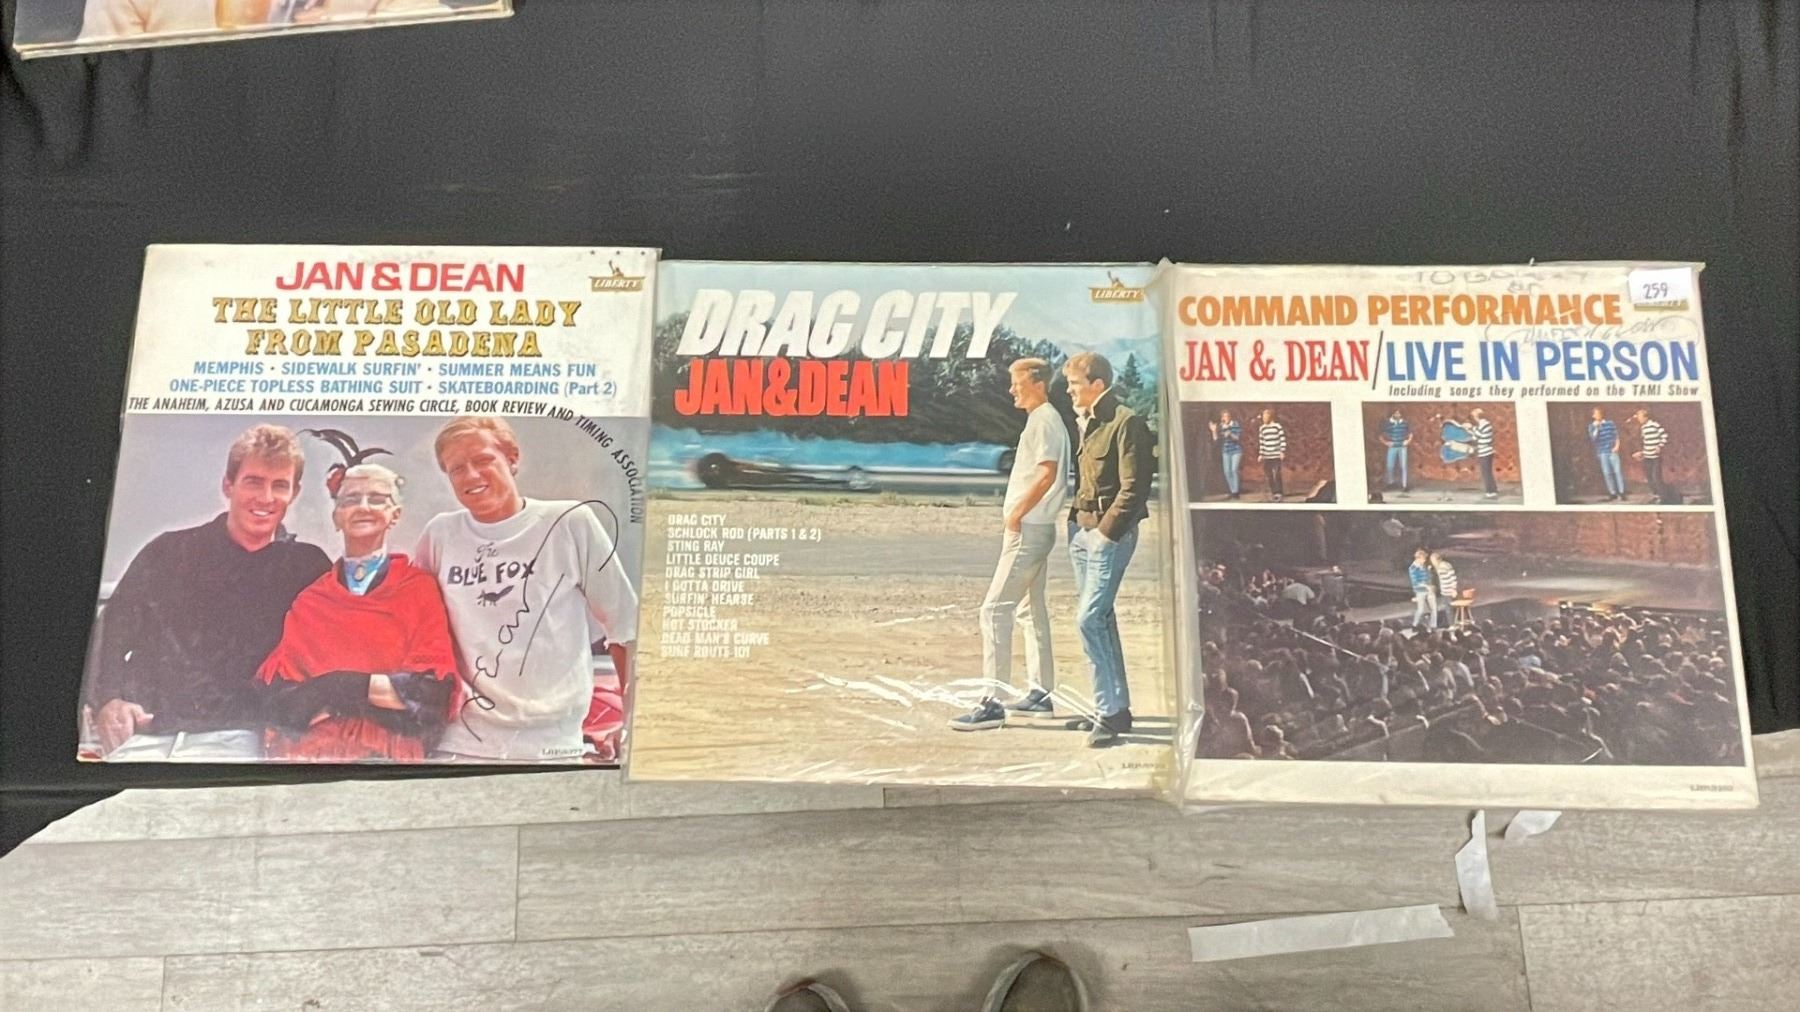 JAN & DEAN
LIBERTY
THE LITTLE OLD LADY
FROM PASADENA
MEMPHIS · SIDEWALK SURFIN' · SUMMER MEANS FUN
ONE-PIECE TOPLESS BATHING SUIT · SKATEBOARDING (Part 2)
THE ANAHEIM, AZUSA AND CUCAMONGA SEWING CIRCLE, BOOK REVIEW AND TIMING ASSOCIATION
The
BLUE FOX
DEAN
DRAG CITY
LIBERTY
JAN & DEAN
DRAG CITY
SCHLOCK ROD (PARTS 1 & 2)
STING RAY
LITTLE DEUCE COUPE
DRAG STRIP GIRL
I GOTTA DRIVE
SURFIN' HEARSE
POPSICLE
HOT STOCKER
DEAD MAN'S CURVE
SURF ROUTE 101
TO
259
COMMAND PERFORMANCE
JAN & DEAN/LIVE IN PERSON
Including songs they performed on the TAMI Show